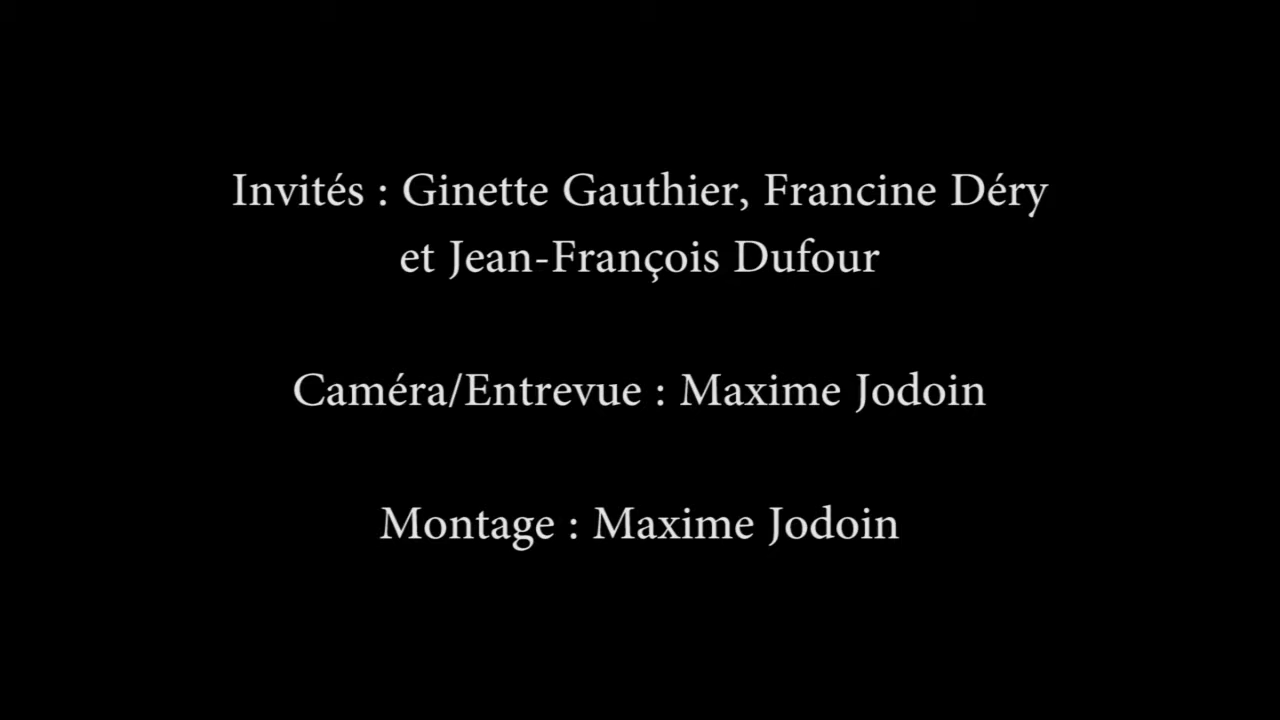 Invités : Ginette Gauthier, Francine Déry
et Jean-François Dufour
Caméra/Entrevue : Maxime Jodoin
Montage : Maxime Jodoin